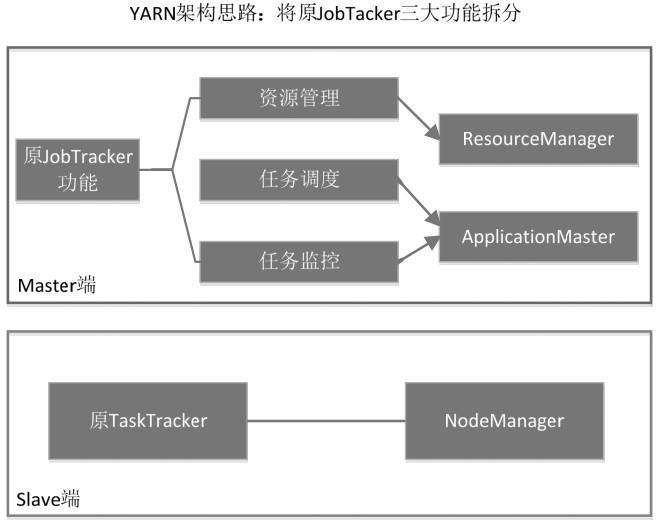 YARN架构思路：将原JobTacker三大功能拆分
资源管理
ResourceManager
原JobTracker
功能
任务调度
ApplicationMaster
任务监控
Master端
原TaskTracker
NodeManager
Slave端